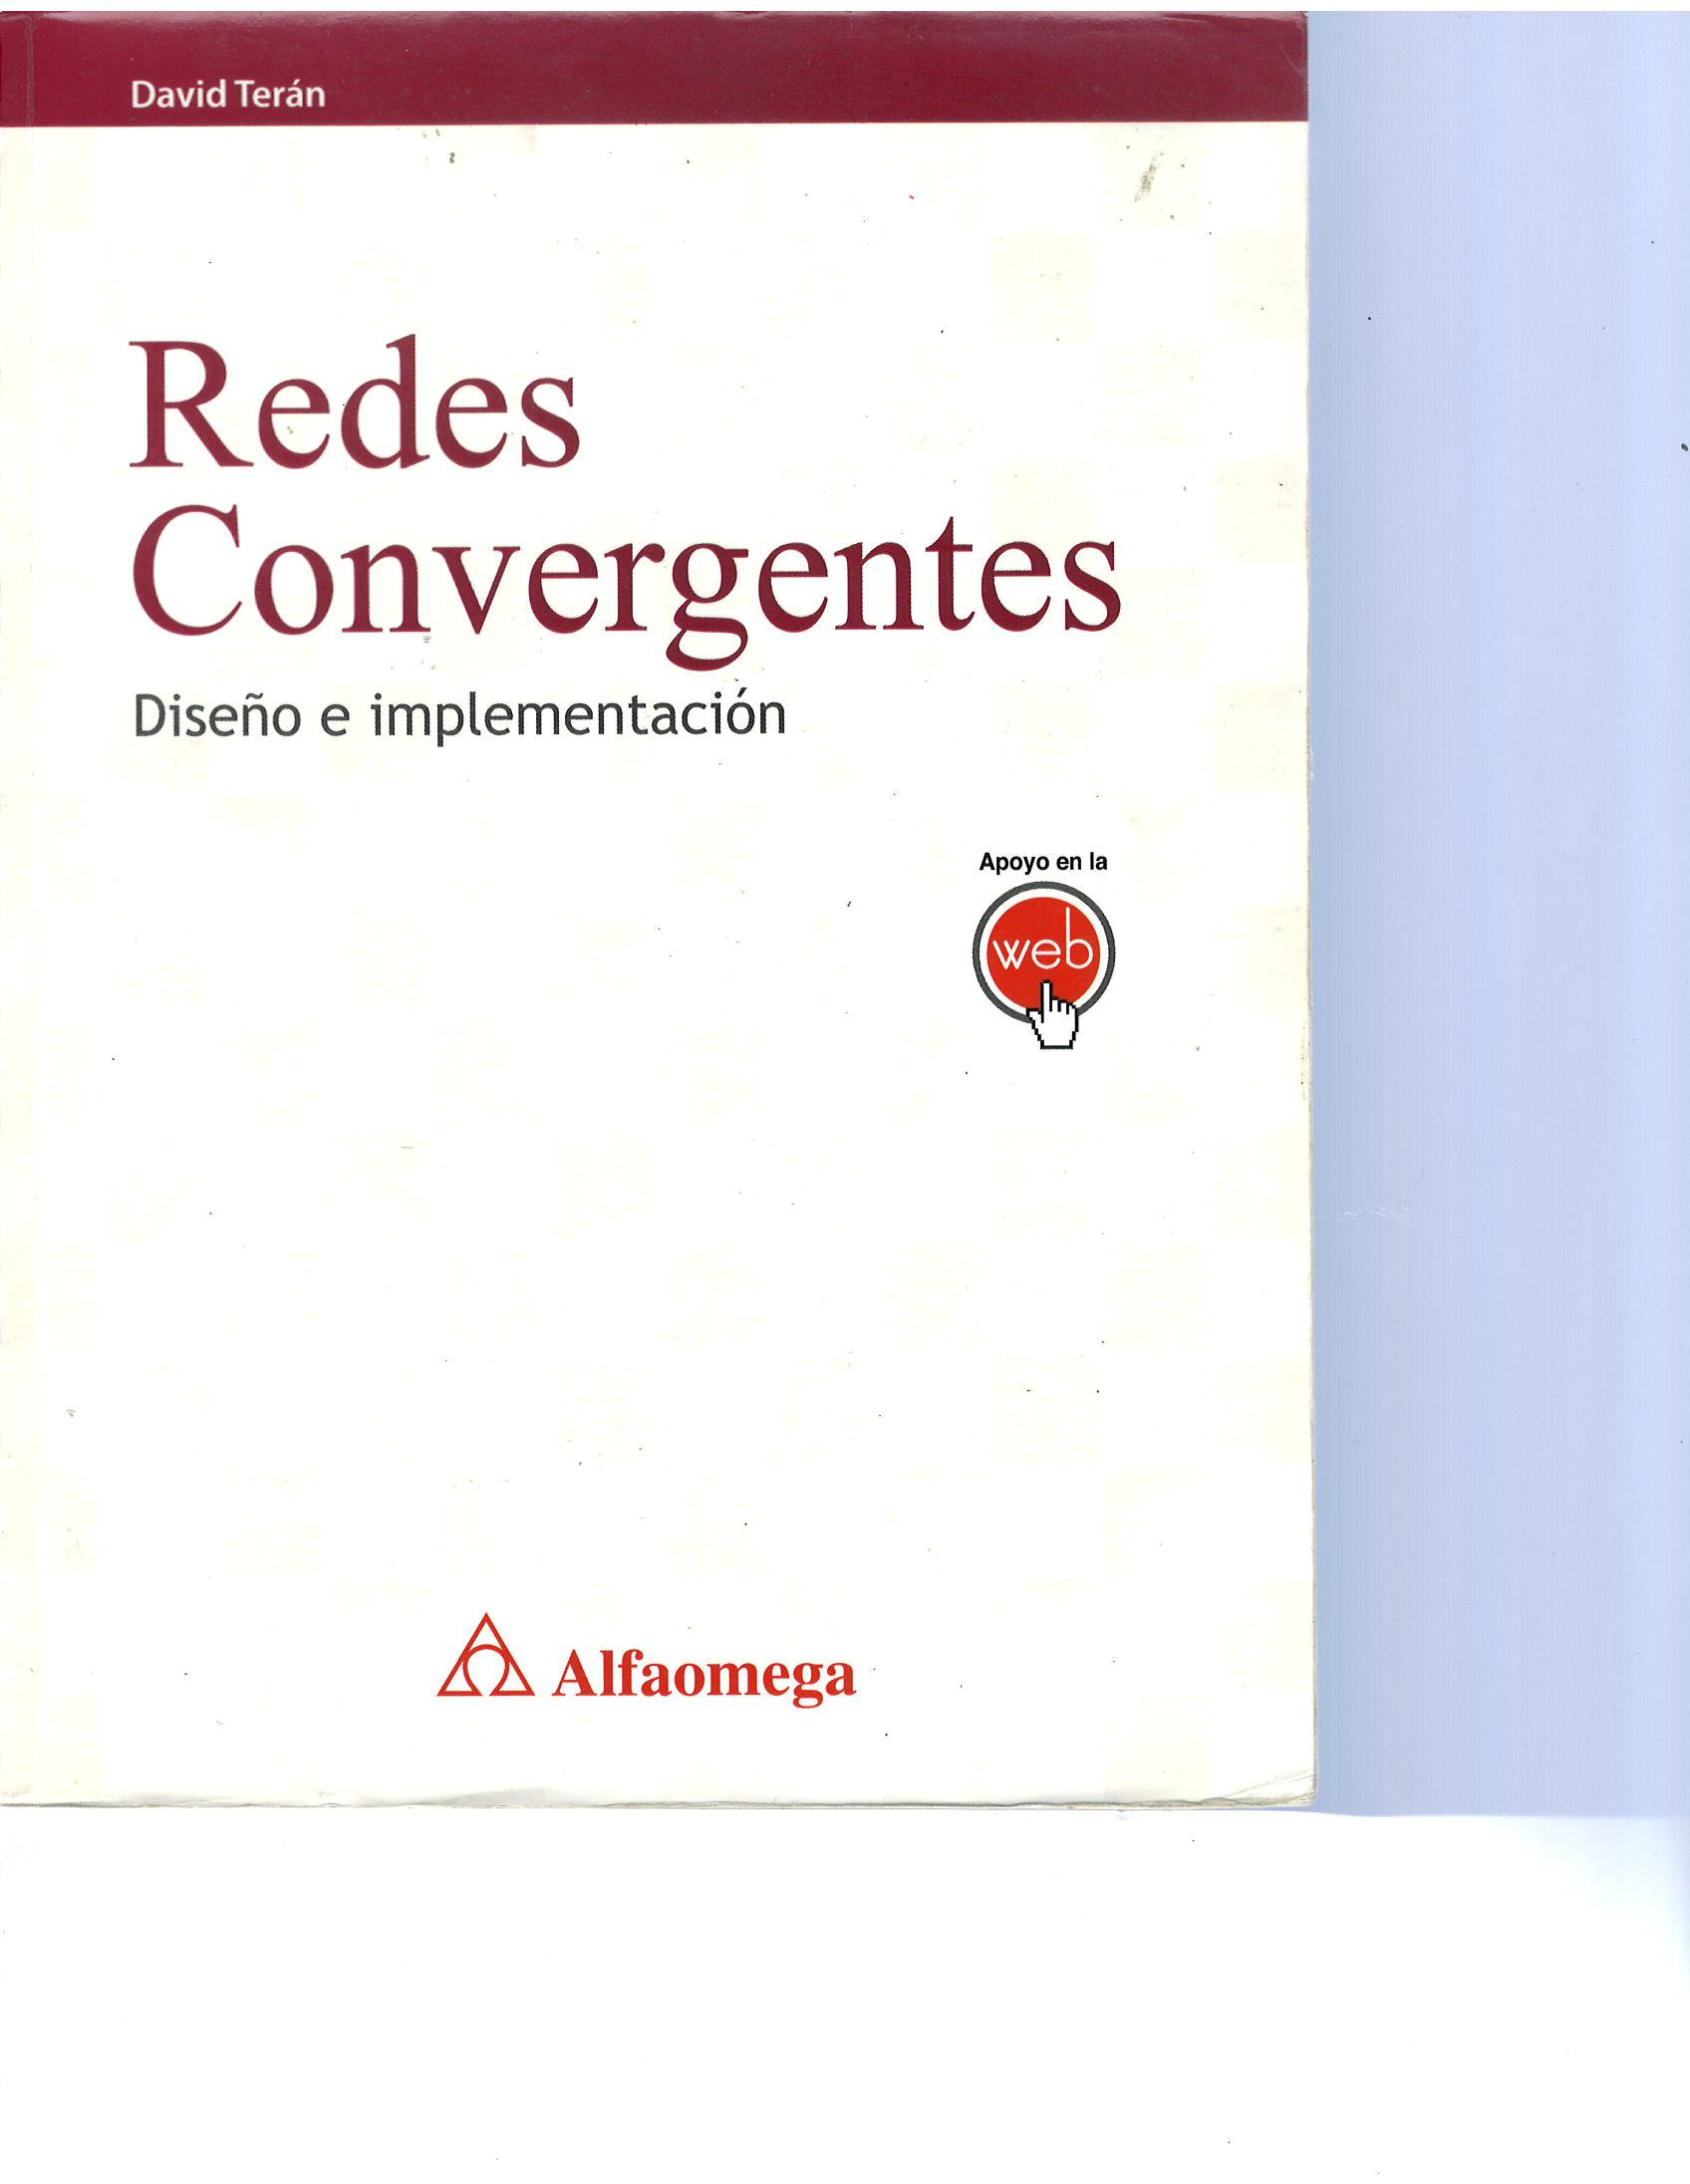 David Terán
Redes
Convergentes
Diseño e implementación
Apoyo en la
web
Alfaomega